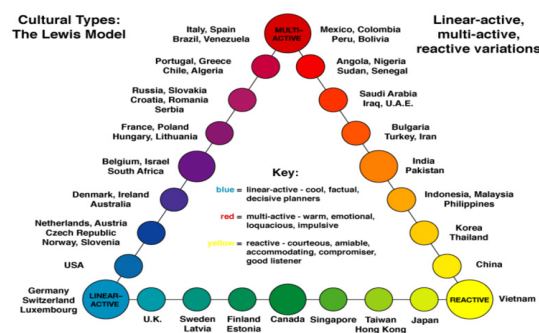 Cultural Types:
The Lewis Model
Linear-active,
multi-active,
reactive variations
MULTI-
ACTIVE
Italy, Spain
Brazil, Venezuela
Mexico, Colombia
Peru, Bolivia
Portugal, Greece
Chile, Algeria
Angola, Nigeria
Sudan, Senegal
Russia, Slovakia
Croatia, Romania
Serbia
Saudi Arabia
Iraq, U.A.E.
France, Poland
Hungary, Lithuania
Bulgaria
Turkey, Iran
Belgium, Israel
South Africa
India
Pakistan
Key:
blue = linear-active - cool, factual,
decisive planners
red = multi-active - warm, emotional,
loquacious, impulsive
yellow = reactive - courteous, amiable,
accommodating, compromiser,
good listener
Denmark, Ireland
Australia
Indonesia, Malaysia
Philippines
Netherlands, Austria
Czech Republic
Norway, Slovenia
Korea
Thailand
USA
China
Germany
Switzerland
Luxembourg
LINEAR-
ACTIVE
REACTIVE
Vietnam
U.K.
Sweden
Latvia
Finland
Estonia
Canada
Singapore
Taiwan
Hong Kong
Japan